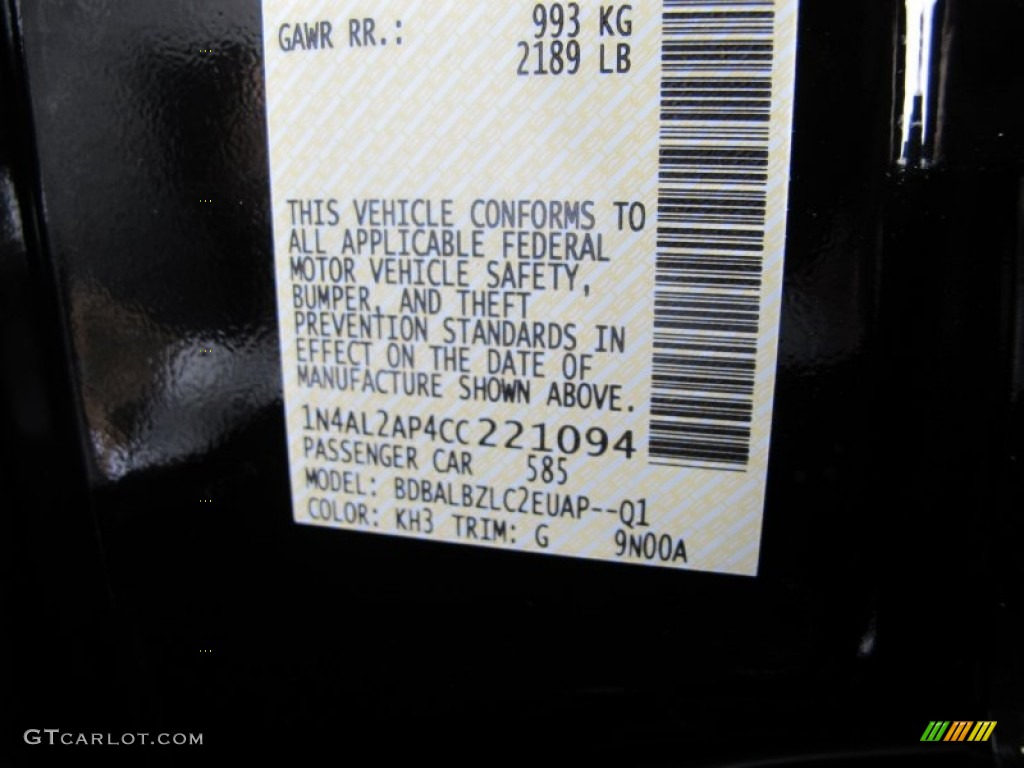 GAWR RR.: 993 KG
2189 LB
THIS VEHICLE CONFORMS TO
ALL APPLICABLE FEDERAL
MOTOR VEHICLE SAFETY,
BUMPER, AND THEFT
PREVENTION STANDARDS IN
EFFECT ON THE DATE OF
MANUFACTURE SHOWN ABOVE.
1N4AL2AP4CC221094
PASSENGER CAR 585
MODEL: BDBALBZLC2EUAP--Q1
COLOR: KH3 TRIM: G 9N00A
GTCARLOT.COM